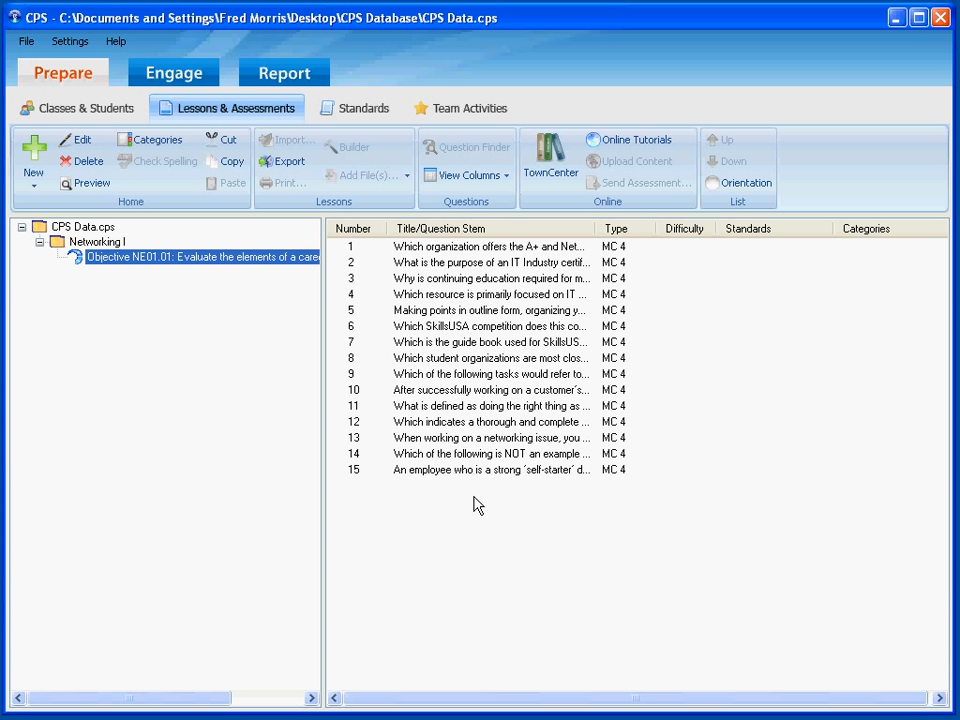 CPS - C:\Documents and Settings\Fred Morris\Desktop\CPS Database\CPS Data.cps
File Settings Help
Prepare Engage Report
Classes & Students Lessons & Assessments Standards Team Activities
New
Edit Categories Cut
Delete Check Spelling Copy
Preview Paste
Home
Import... Builder
Export
Print... Add File(s)...
Lessons
Question Finder
View Columns
Questions
TownCenter
Online Tutorials
Upload Content
Send Assessment...
Online
Up
Down
Orientation
List
CPS Data.cps
Networking I
Objective NE01.01: Evaluate the elements of a caree
Number Title/Question Stem Type Difficulty Standards Categories
1 Which organization offers the A+ and Net... MC 4
2 What is the purpose of an IT Industry certif... MC 4
3 Why is continuing education required for m... MC 4
4 Which resource is primarily focused on IT ... MC 4
5 Making points in outline form, organizing y... MC 4
6 Which SkillsUSA competition does this co... MC 4
7 Which is the guide book used for SkillsUS... MC 4
8 Which student organizations are most clos... MC 4
9 Which of the following tasks would refer to... MC 4
10 After successfully working on a customer's... MC 4
11 What is defined as doing the right thing as ... MC 4
12 Which indicates a thorough and complete ... MC 4
13 When working on a networking issue, you ... MC 4
14 Which of the following is NOT an example ... MC 4
15 An employee who is a strong 'self-starter' d... MC 4